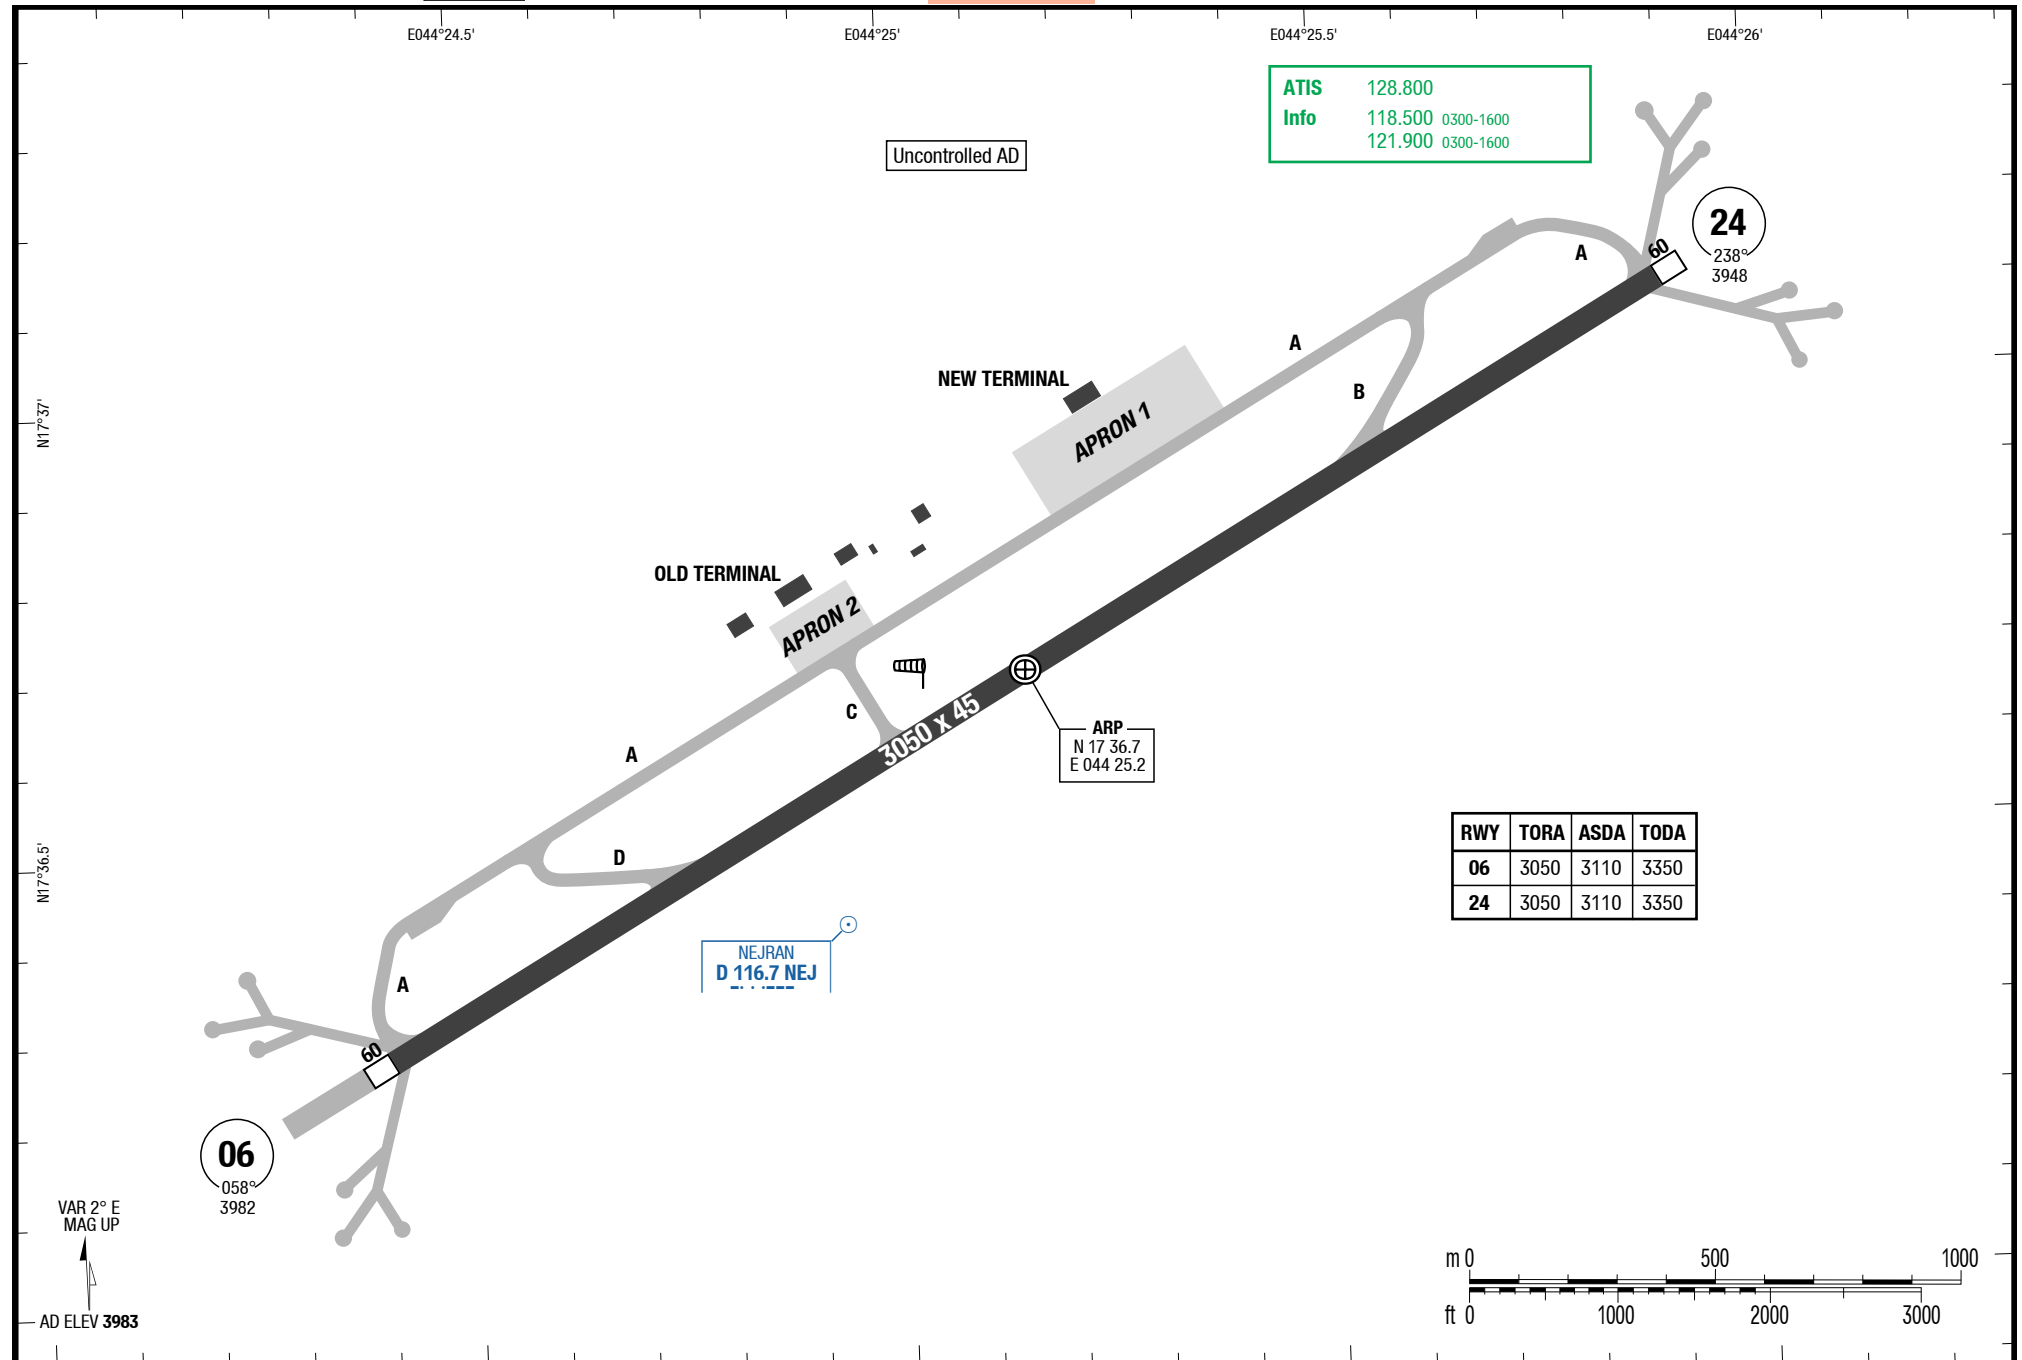 E044°24.5'
E044°25'
E044°25.5'
E044°26'
ATIS 128.800
Info 118.500 0300-1600
121.900 0300-1600
Uncontrolled AD
24
238°
3948
60
A
A
B
NEW TERMINAL
APRON 1
N17°37'
OLD TERMINAL
APRON 2
C
3050 x 45
ARP
N 17 36.7
E 044 25.2
A
D
RWY TORA ASDA TODA
06 3050 3110 3350
24 3050 3110 3350
N17°36.5'
NEJRAN
D 116.7 NEJ
A
60
06
058°
3982
VAR 2° E
MAG UP
AD ELEV 3983
m 0 500 1000
ft 0 1000 2000 3000